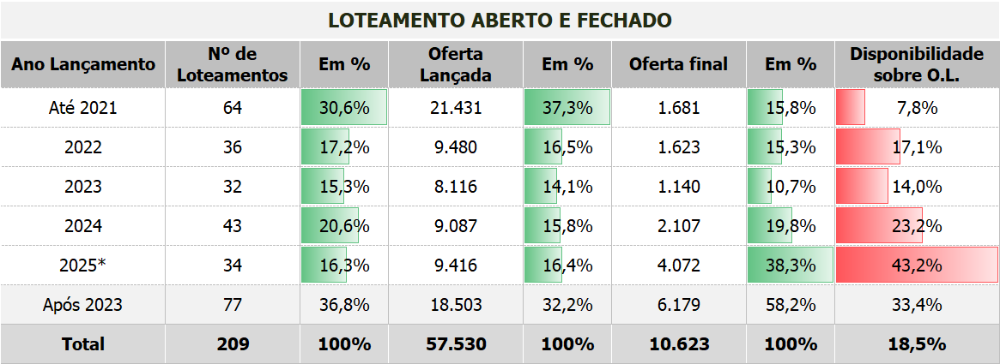 LOTEAMENTO ABERTO E FECHADO
Ano Lançamento Nº de Loteamentos Em % Oferta Lançada Em % Oferta final Em % Disponibilidade sobre O.L.
Até 2021 64 30,6% 21.431 37,3% 1.681 15,8% 7,8%
2022 36 17,2% 9.480 16,5% 1.623 15,3% 17,1%
2023 32 15,3% 8.116 14,1% 1.140 10,7% 14,0%
2024 43 20,6% 9.087 15,8% 2.107 19,8% 23,2%
2025* 34 16,3% 9.416 16,4% 4.072 38,3% 43,2%
Após 2023 77 36,8% 18.503 32,2% 6.179 58,2% 33,4%
Total 209 100% 57.530 100% 10.623 100% 18,5%